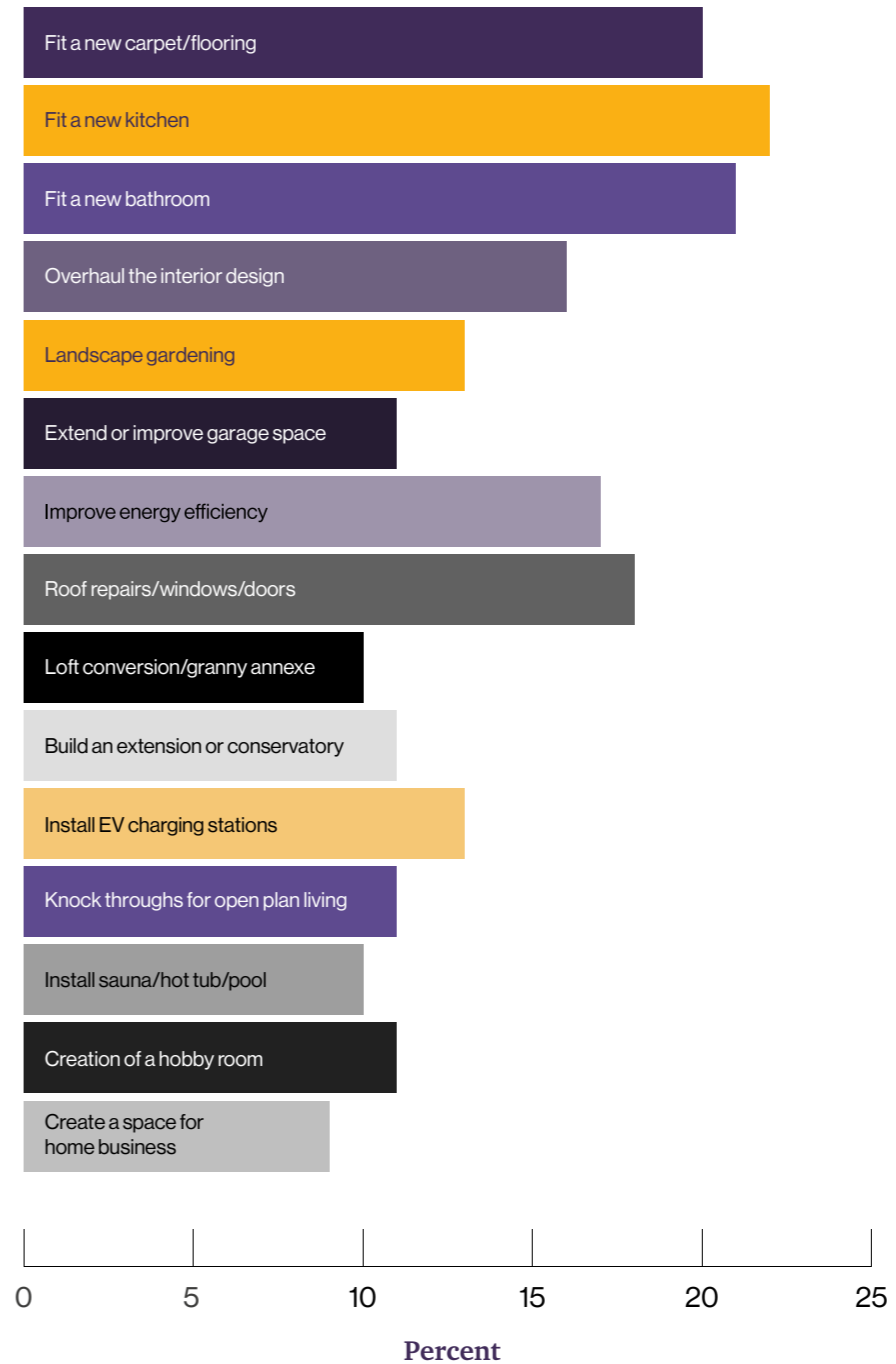 Fit a new carpet/flooring
Fit a new kitchen
Fit a new bathroom
Overhaul the interior design
Landscape gardening
Extend or improve garage space
Improve energy efficiency
Roof repairs/windows/doors
Loft conversion/granny annexe
Build an extension or conservatory
Install EV charging stations
Knock throughs for open plan living
Install sauna/hot tub/pool
Creation of a hobby room
Create a space for
home business
0 5 10 15 20 25
Percent